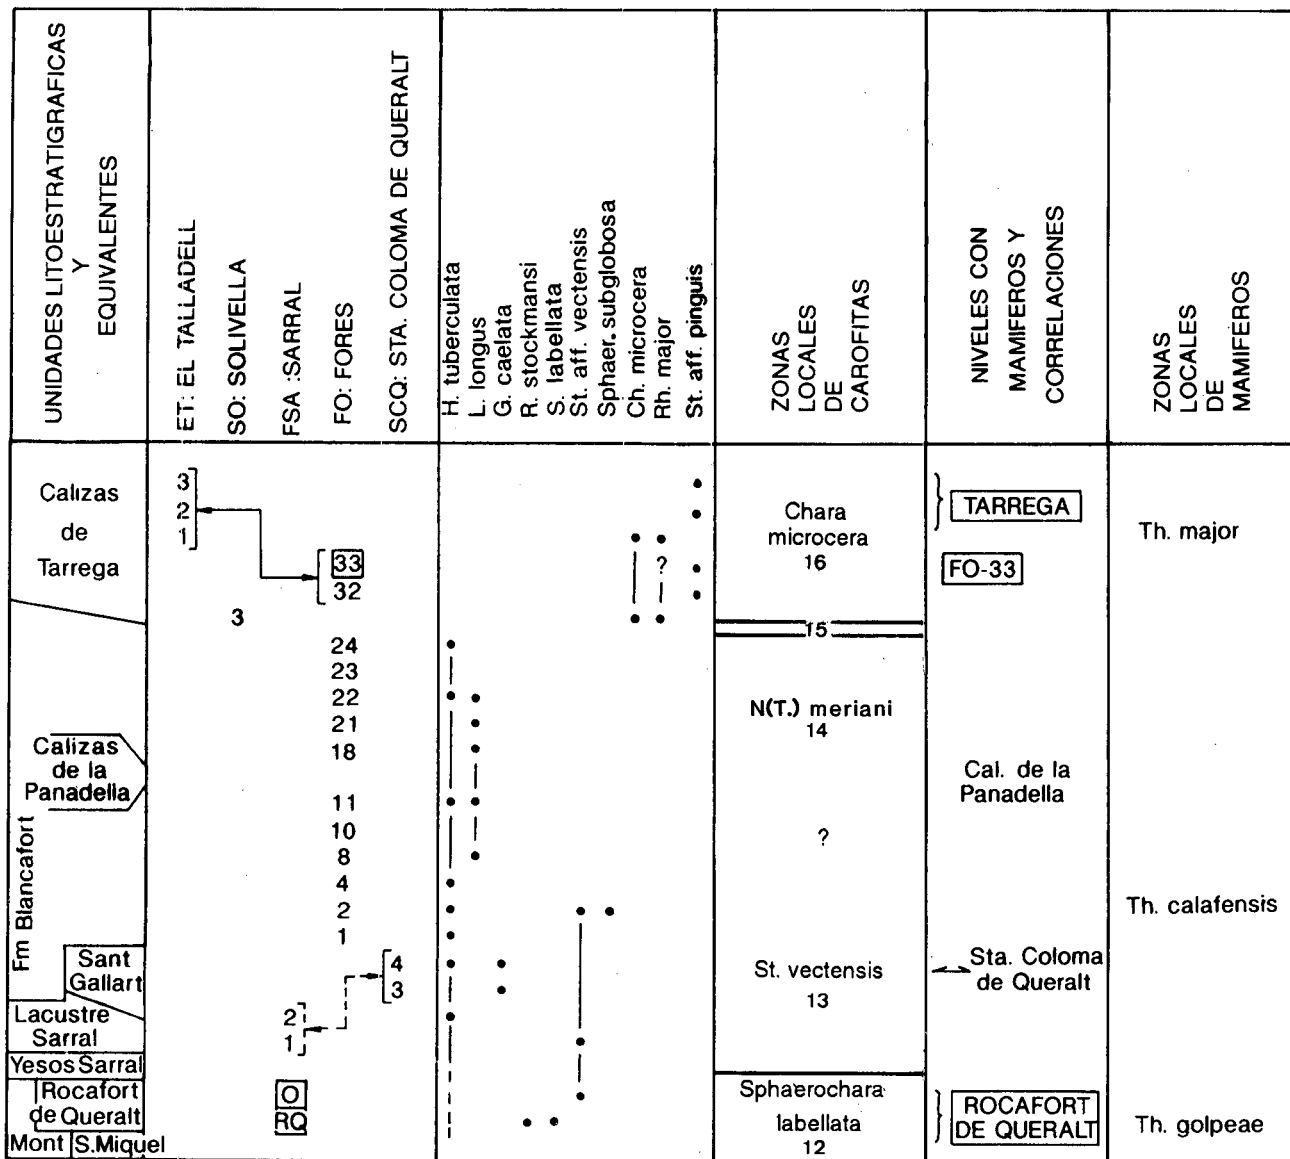 UNIDADES LITOESTRATIGRAFICAS
Y
EQUIVALENTES
ET: EL TALLADELL
SO: SOLIVELLA
FSA :SARRAL
FO: FORES
SCQ: STA. COLOMA DE QUERALT
H. tuberculata
L. longus
G. caelata
R. stockmansi
S. labellata
St. aff. vectensis
Sphaer. subglobosa
Ch. microcera
Rh. major
St. aff. pinguis
ZONAS
LOCALES
DE
CAROFITAS
NIVELES CON
MAMIFEROS Y
CORRELACIONES
ZONAS
LOCALES
DE
MAMIFEROS
Calizas
de
Tarrega
Calizas
de la
Panadella
Fm Blancafort
Sant
Gallart
Lacustre
Sarral
Yesos Sarral
Rocafort
de Queralt
Mont
S.Miquel
3
2
1
3
2
1
O
RQ
33
32
24
23
22
21
18
11
10
8
4
2
1
4
3
?
Chara
microcera
16
15
N(T.) meriani
14
?
St. vectensis
13
Sphaerochara
labellata
12
TARREGA
FO-33
Cal. de la
Panadella
Sta. Coloma
de Queralt
ROCAFORT
DE QUERALT
Th. major
Th. calafensis
Th. golpeae